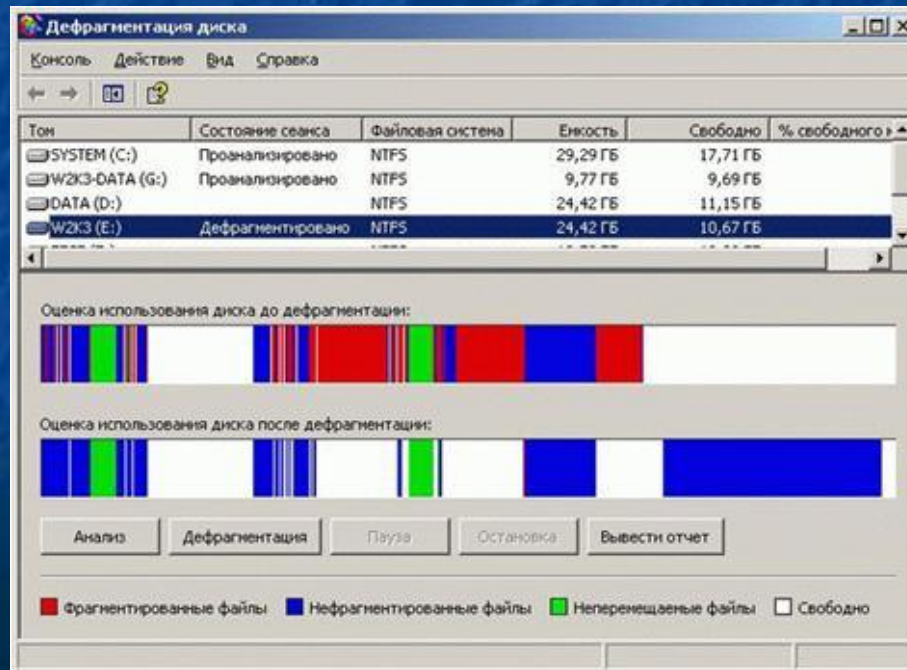 Дефрагментация диска
Консоль Действие Вид Справка
Том Состояние сеанса Файловая система Емкость Свободно % свободного
SYSTEM (C:) Проанализировано NTFS 29,29 ГБ 17,71 ГБ
W2K3-DATA (G:) Проанализировано NTFS 9,77 ГБ 9,69 ГБ
DATA (D:) NTFS 24,42 ГБ 11,15 ГБ
W2K3 (E:) Дефрагментировано NTFS 24,42 ГБ 10,67 ГБ
Оценка использования диска до дефрагментации:
Оценка использования диска после дефрагментации:
Анализ Дефрагментация Пауза Остановка Вывести отчет
Фрагментированные файлы Нефрагментированные файлы Неперемещаемые файлы Свободно